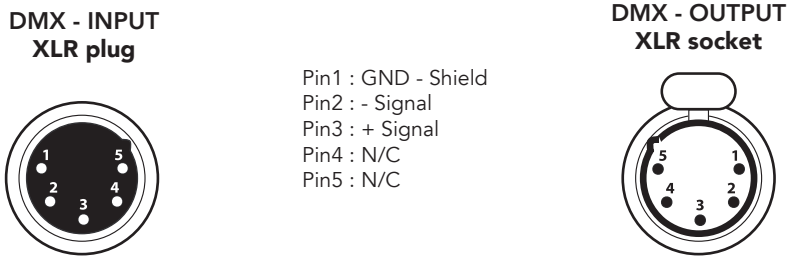 DMX - INPUT
XLR plug
1
5
2
4
3
Pin1 : GND - Shield
Pin2 : - Signal
Pin3 : + Signal
Pin4 : N/C
Pin5 : N/C
DMX - OUTPUT
XLR socket
5
1
4
2
3